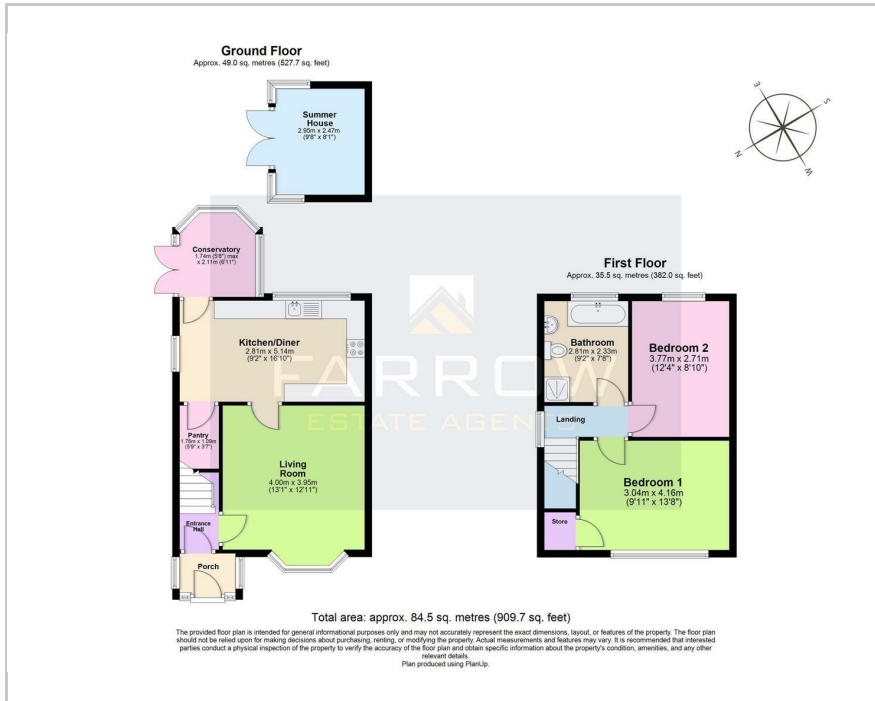 Ground Floor
Approx. 49.0 sq. metres (527.7 sq. feet)
Summer
House
2.95m x 2.47m
(9'8" x 8'1")
E
S
N
W
Conservatory
1.74m (5'8") max
x 2.11m (6'11")
Kitchen/Diner
2.81m x 5.14m
(9'2" x 16'10")
Pantry
1.76m x 1.09m
(5'9" x 3'7")
Living
Room
4.00m x 3.95m
(13'1" x 12'11")
Entrance
Hall
Porch
First Floor
Approx. 35.5 sq. metres (382.0 sq. feet)
Bathroom
2.81m x 2.33m
(9'2" x 7'8")
Bedroom 2
3.77m x 2.71m
(12'4" x 8'10")
Landing
Bedroom 1
3.04m x 4.16m
(9'11" x 13'8")
Store
FARROW
ESTATE AGENTS
Total area: approx. 84.5 sq. metres (909.7 sq. feet)
The provided floor plan is intended for general informational purposes only and may not accurately represent the exact dimensions, layout, or features of the property. The floor plan
should not be relied upon for making decisions about purchasing, renting, or modifying the property. Actual measurements and features may vary. It is recommended that interested
parties conduct a physical inspection of the property to verify the accuracy of the floor plan and obtain specific information about the property's condition, amenities, and any other
relevant details.
Plan produced using PlanUp.